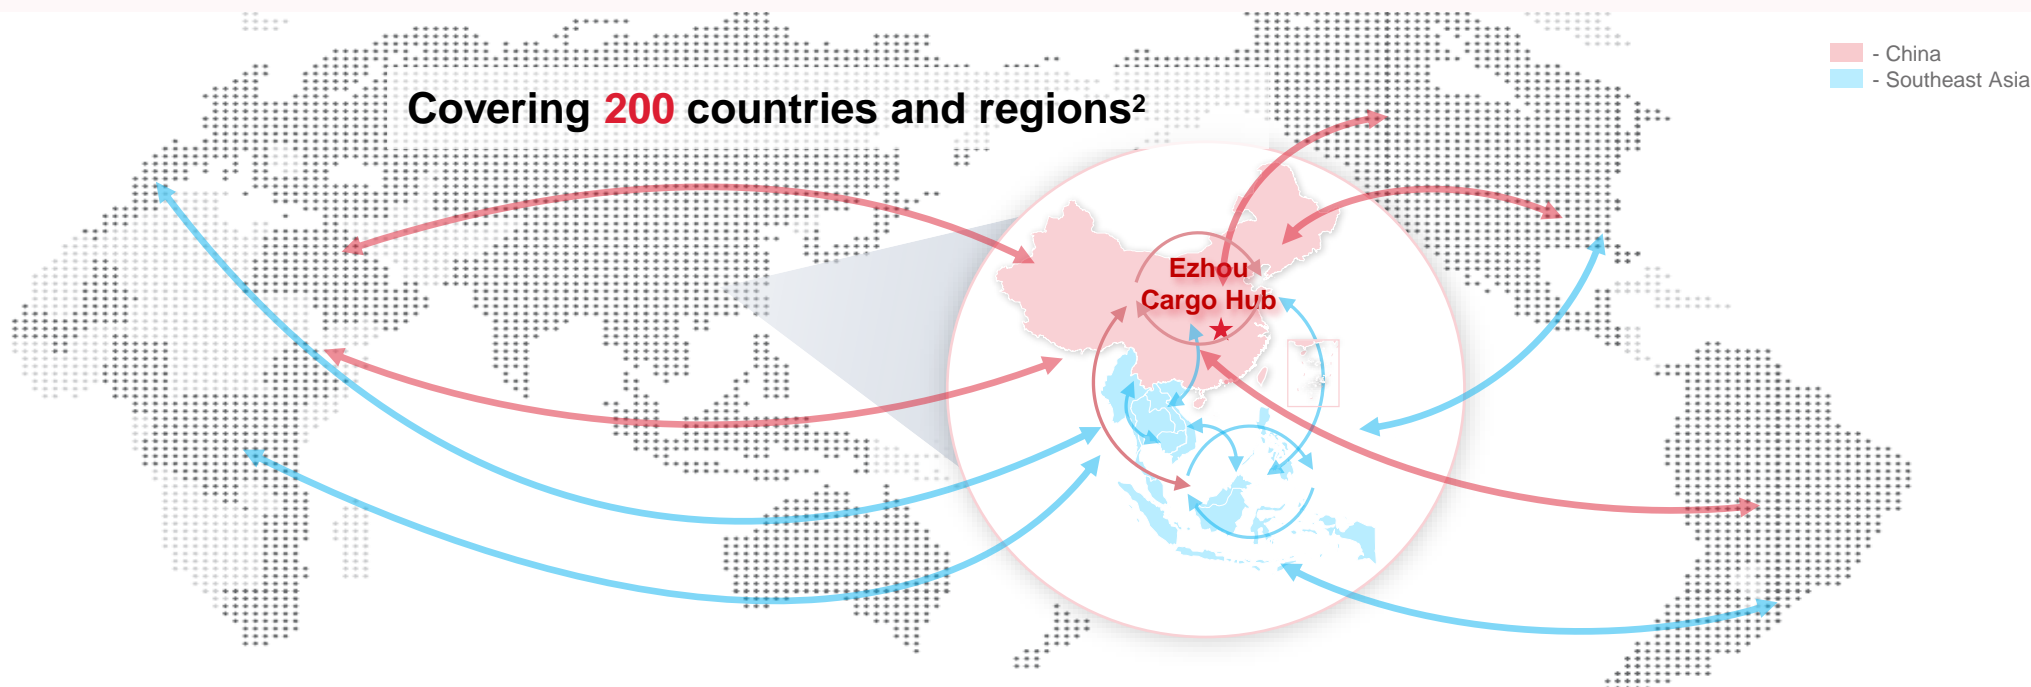 Covering 200 countries and regions²
- China
- Southeast Asia
Ezhou
Cargo Hub